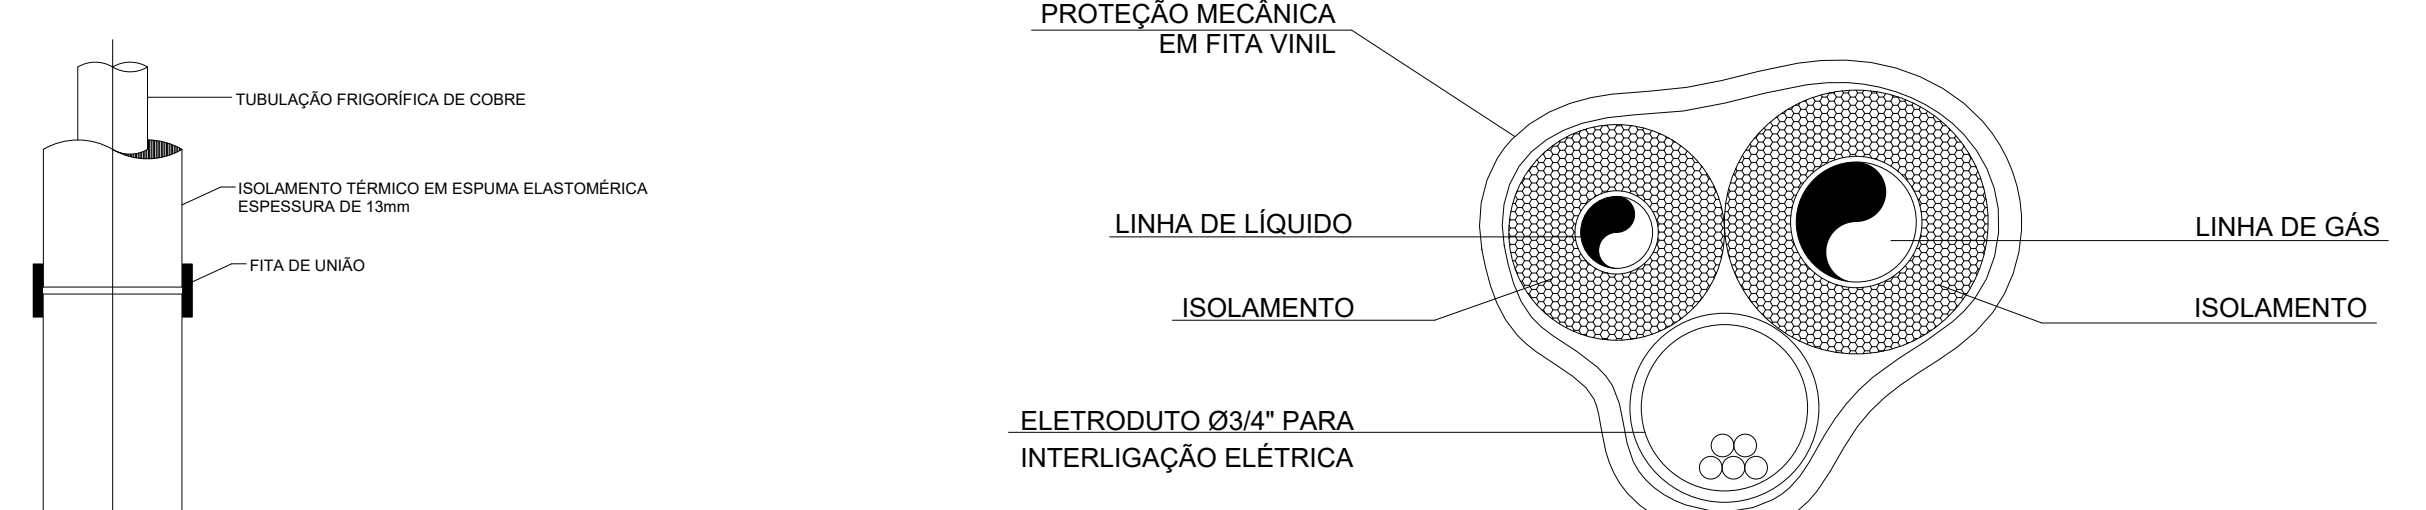 TUBULAÇÃO FRIGORÍFICA DE COBRE
ISOLAMENTO TÉRMICO EM ESPUMA ELASTOMÉRICA
ESPESSURA DE 13mm
FITA DE UNIÃO
PROTEÇÃO MECÂNICA
EM FITA VINIL
LINHA DE LÍQUIDO
ISOLAMENTO
ELETRODUTO Ø3/4" PARA
INTERLIGAÇÃO ELÉTRICA
LINHA DE GÁS
ISOLAMENTO